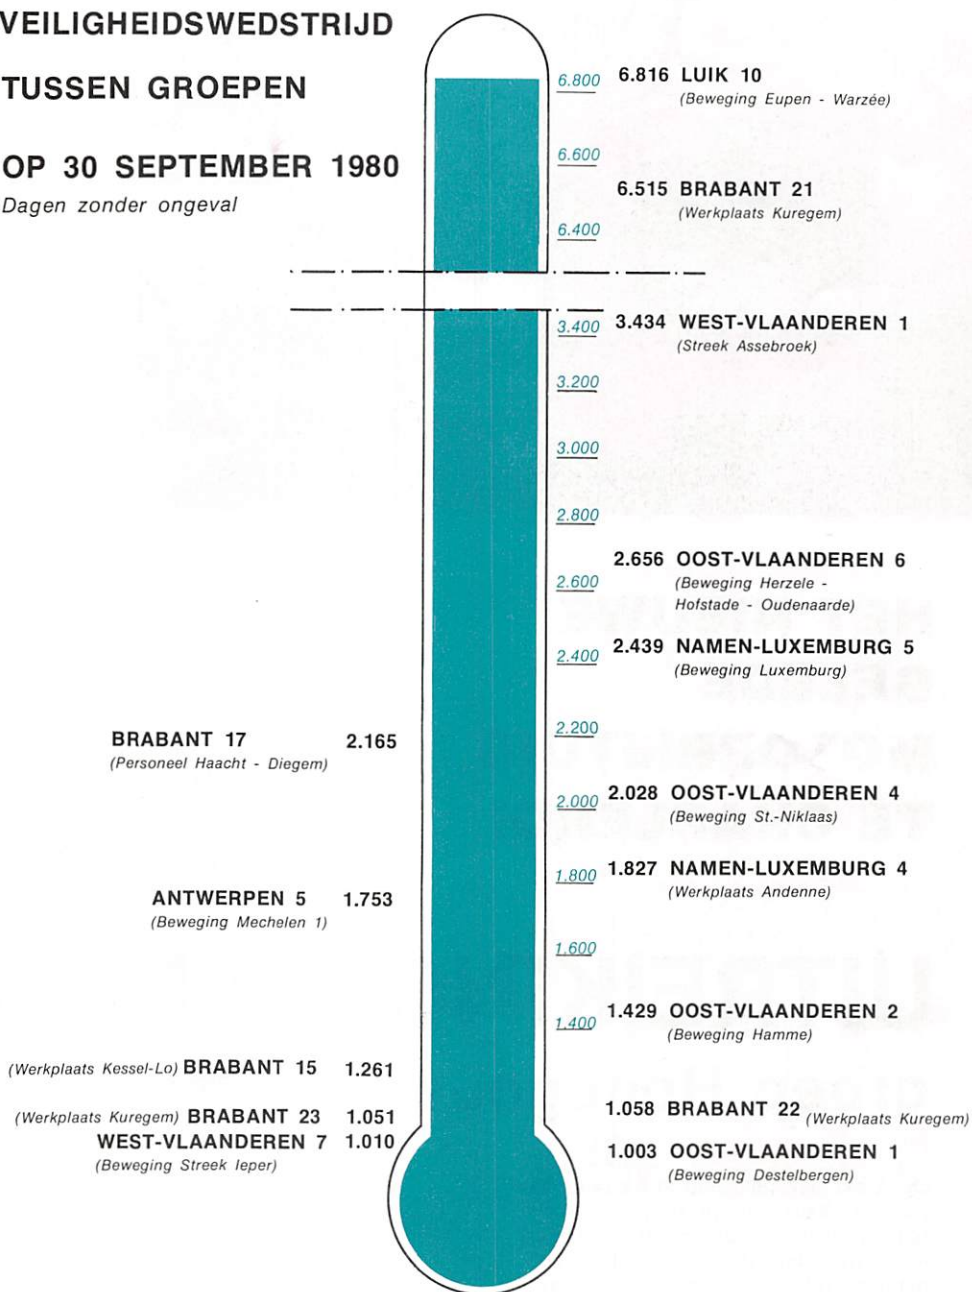 VEILIGHEIDSWEDSTRIJD
TUSSEN GROEPEN
OP 30 SEPTEMBER 1980
Dagen zonder ongeval
6.800
6.816 LUIK 10
(Beweging Eupen - Warzée)
6.600
6.515 BRABANT 21
(Werkplaats Kuregem)
6.400
3.400
3.434 WEST-VLAANDEREN 1
(Streek Assebroek)
3.200
3.000
2.800
2.656 OOST-VLAANDEREN 6
2.600
(Beweging Herzele -
Hofstade - Oudenaarde)
2.439 NAMEN-LUXEMBURG 5
2.400
(Beweging Luxemburg)
2.200
BRABANT 17 2.165
(Personeel Haacht - Diegem)
2.000
2.028 OOST-VLAANDEREN 4
(Beweging St.-Niklaas)
1.800
1.827 NAMEN-LUXEMBURG 4
(Werkplaats Andenne)
ANTWERPEN 5 1.753
(Beweging Mechelen 1)
1.600
1.400
1.429 OOST-VLAANDEREN 2
(Beweging Hamme)
(Werkplaats Kessel-Lo) BRABANT 15 1.261
(Werkplaats Kuregem) BRABANT 23 1.051
1.058 BRABANT 22 (Werkplaats Kuregem)
WEST-VLAANDEREN 7 1.010
(Beweging Streek Ieper)
1.003 OOST-VLAANDEREN 1
(Beweging Destelbergen)